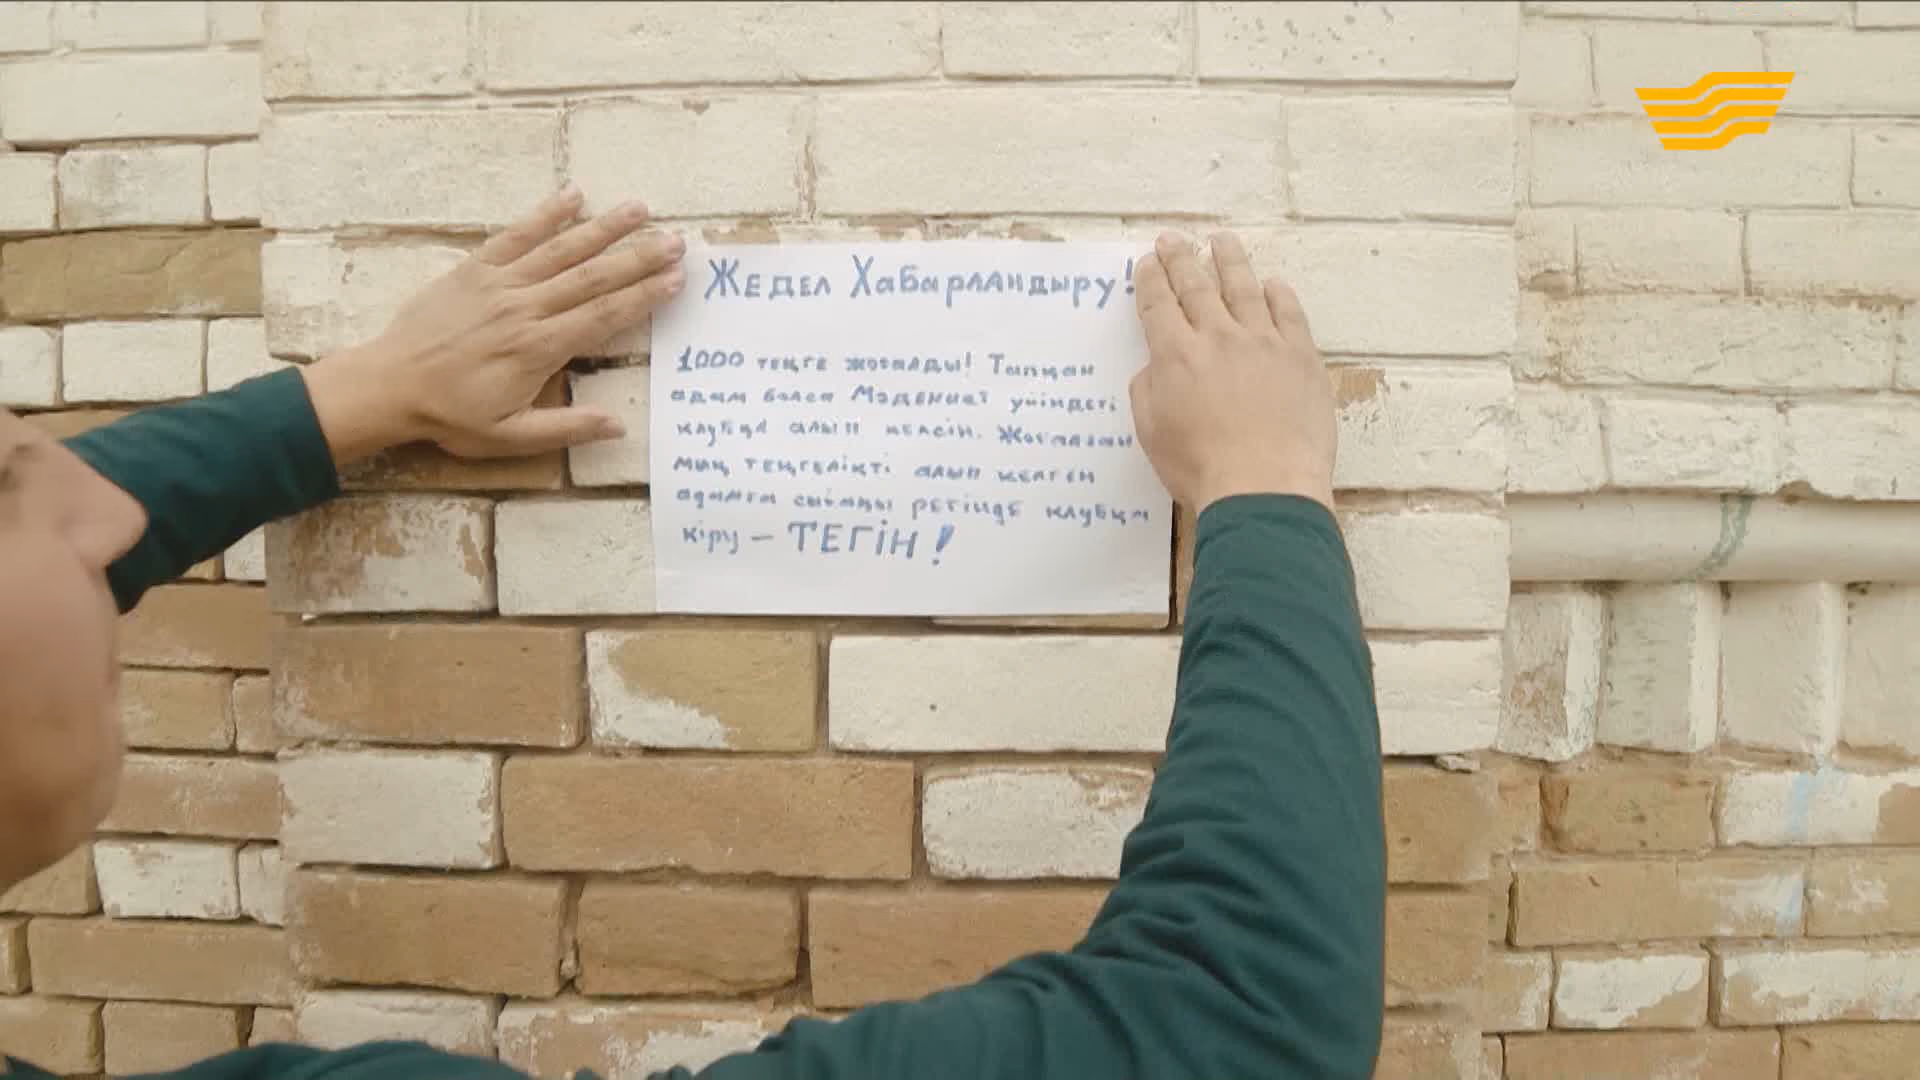 Жедел Хабарландыру!
1000 теңге жоғалды! Тапқан
адам болса Мәдениет үйіндегі
клубқа алып келсін. Жоғалған
мың теңгелікті алып келген
адамға сыйақы ретінде клубқа
кіру – ТЕГІН!